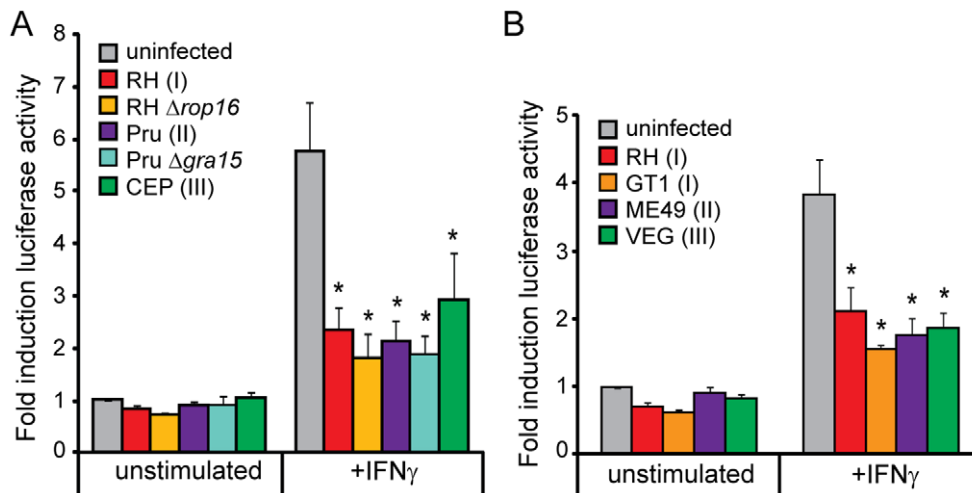 A
Fold induction luciferase activity
8
7
6
5
4
3
2
1
0
uninfected
RH (I)
RH Δrop16
Pru (II)
Pru Δgra15
CEP (III)
*
*
*
*
*
unstimulated
+IFNγ
B
Fold induction luciferase activity
5
4
3
2
1
0
uninfected
RH (I)
GT1 (I)
ME49 (II)
VEG (III)
*
*
*
*
unstimulated
+IFNγ